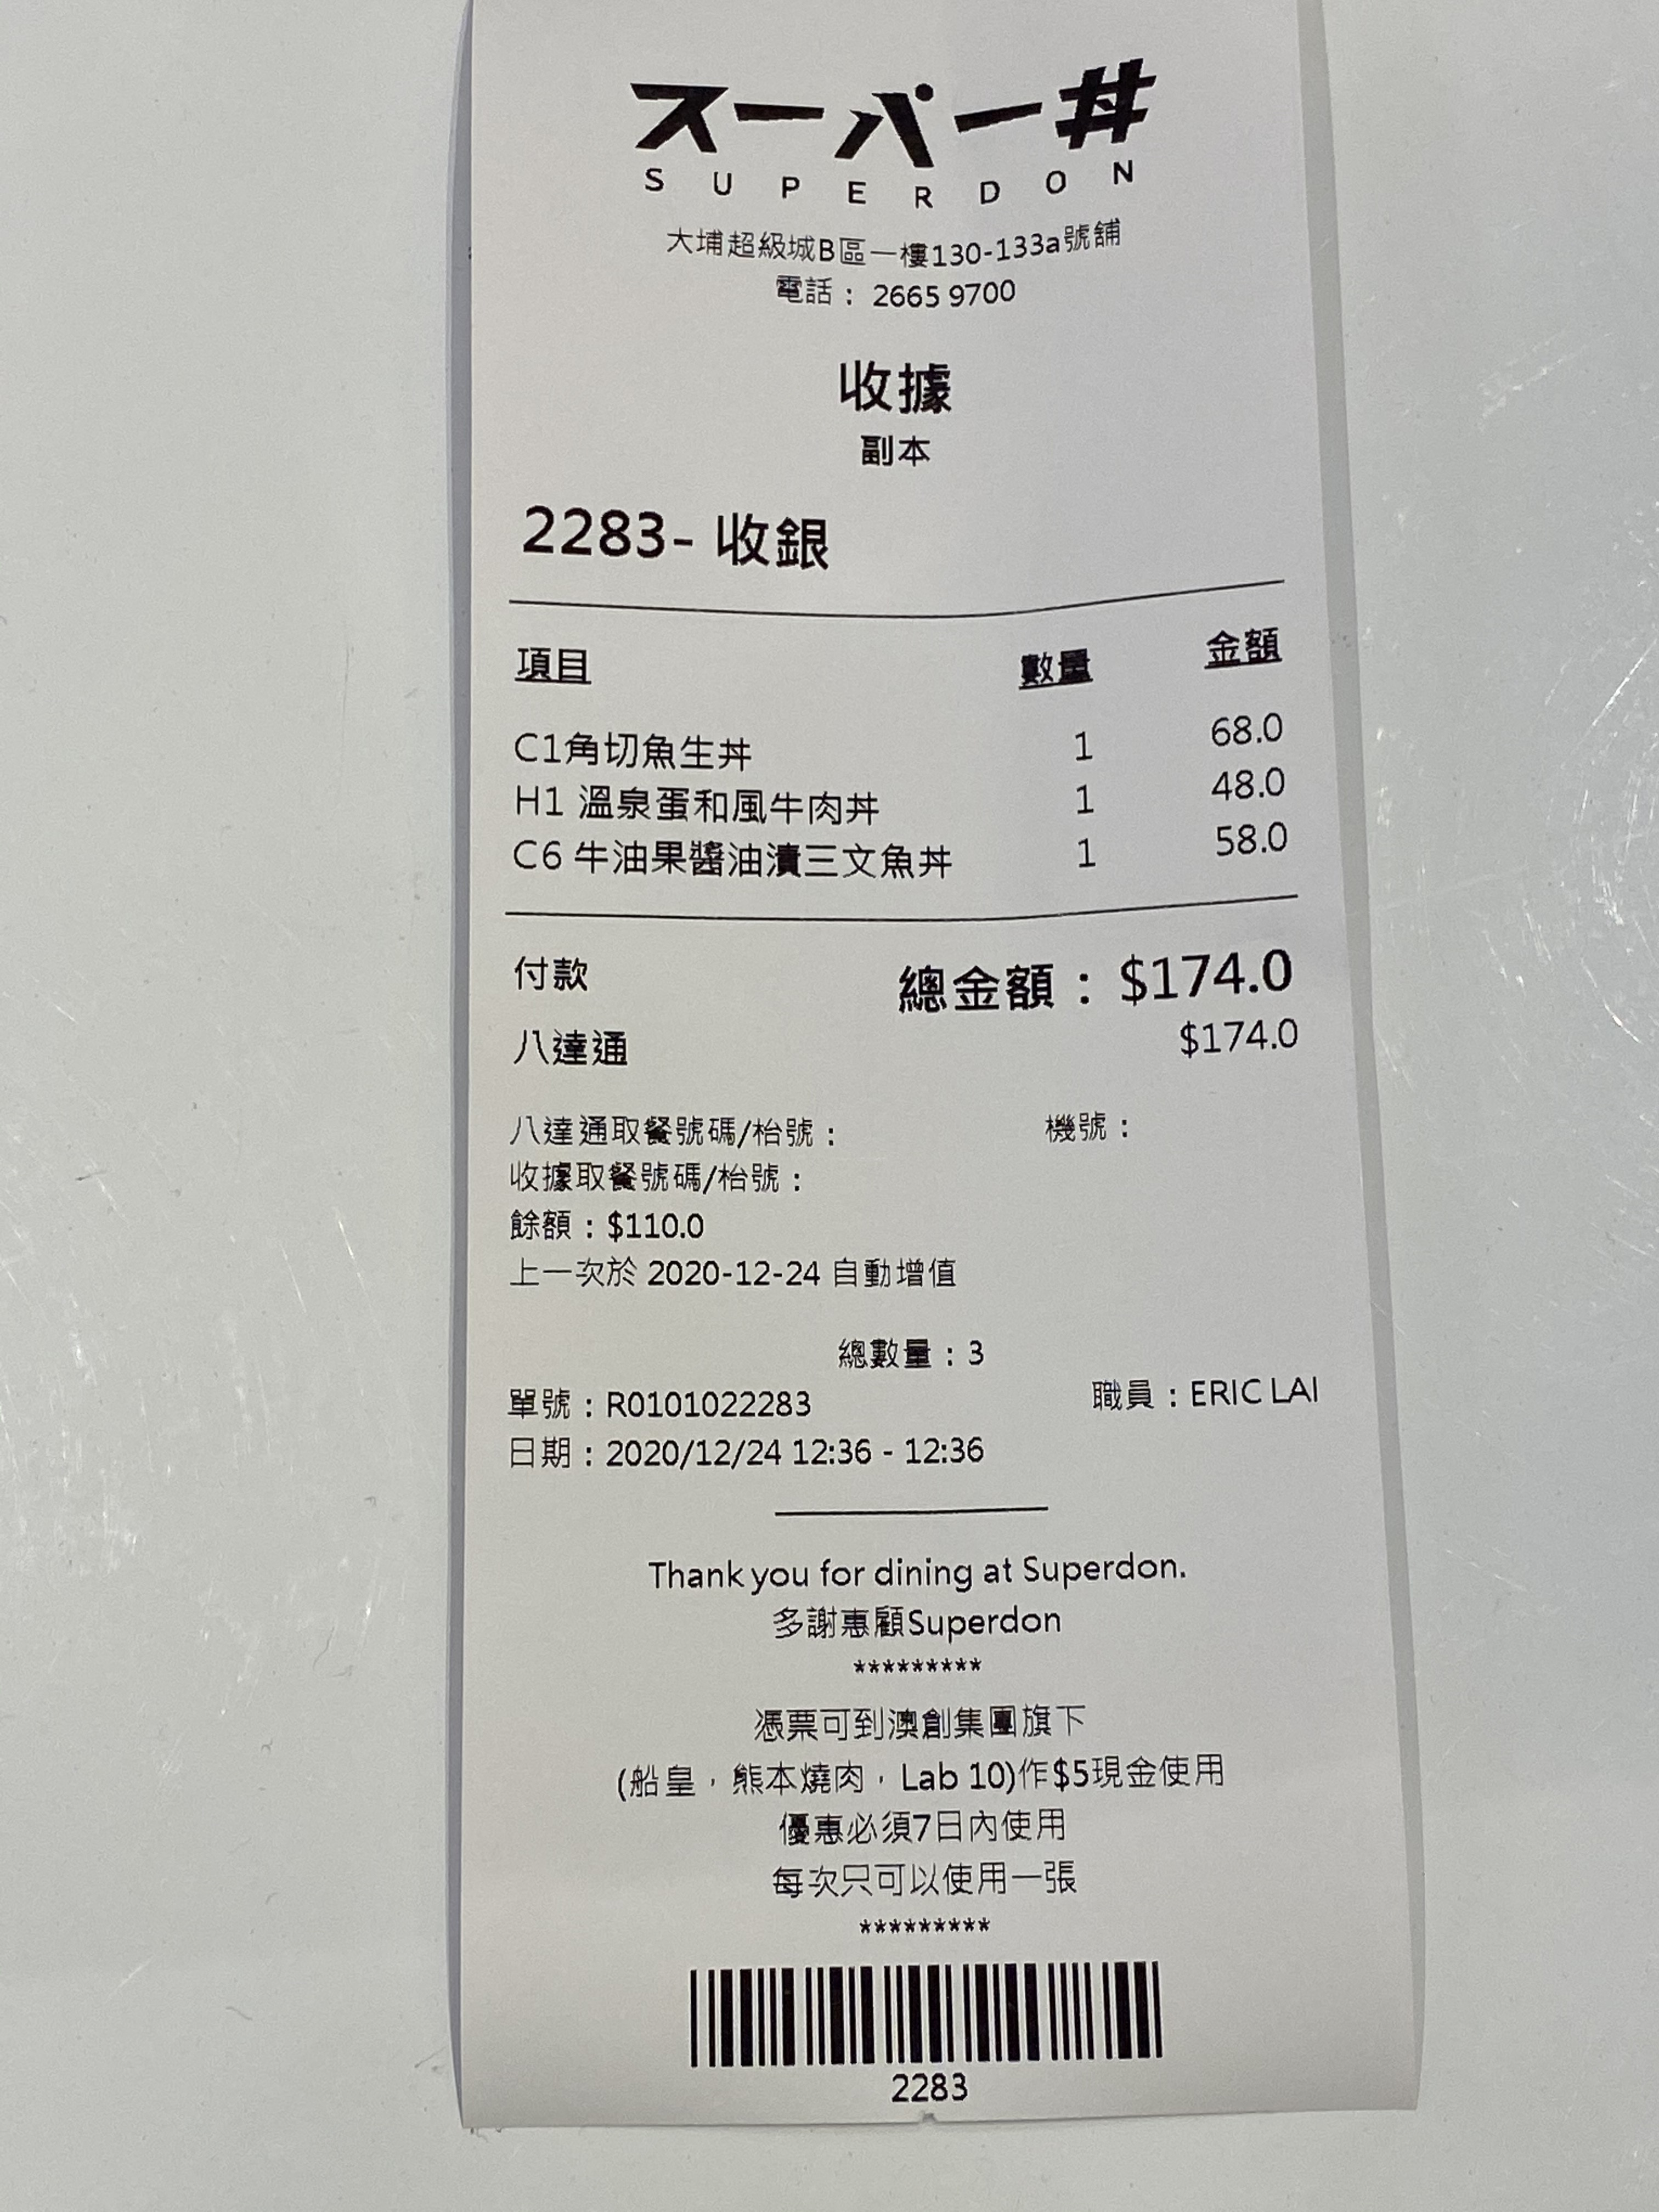 スーパー丼
SUPERDON
大埔超級城B區一樓130-133a號舖
電話： 2665 9700
收據
副本
2283- 收銀
項目 數量 金額
C1角切魚生丼 1 68.0
H1 溫泉蛋和風牛肉丼 1 48.0
C6 牛油果醬油漬三文魚丼 1 58.0
付款 總金額：$174.0
八達通 $174.0
八達通取餐號碼/枱號： 機號：
收據取餐號碼/枱號：
餘額：$110.0
上一次於 2020-12-24 自動增值
總數量：3
單號：R0101022283 職員：ERIC LAI
日期：2020/12/24 12:36 - 12:36
Thank you for dining at Superdon.
多謝惠顧Superdon
*********
憑票可到澳創集團旗下
(船皇，熊本燒肉，Lab 10)作$5現金使用
優惠必須7日內使用
每次只可以使用一張
*********
2283